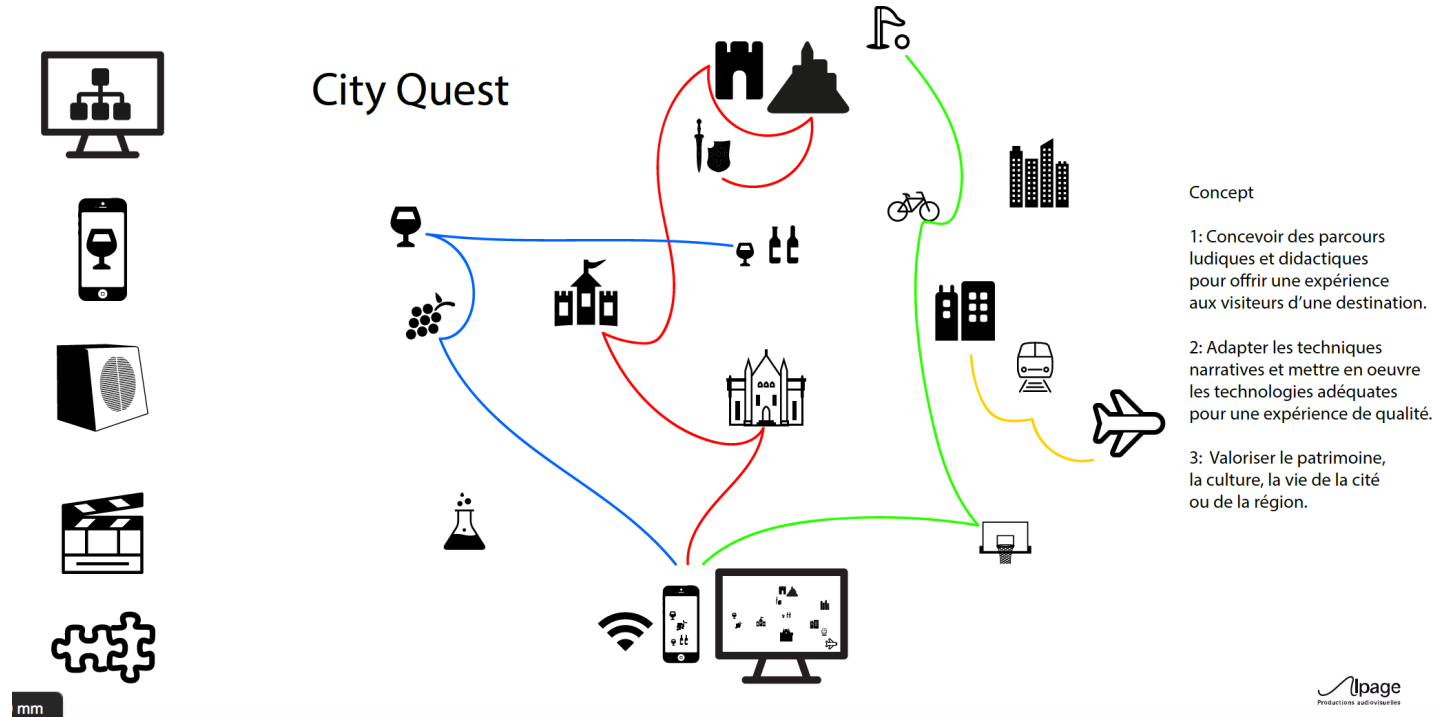 City Quest
Concept
1: Concevoir des parcours
ludiques et didactiques
pour offrir une expérience
aux visiteurs d’une destination.
2: Adapter les techniques
narratives et mettre en oeuvre
les technologies adéquates
pour une expérience de qualité.
3:  Valoriser le patrimoine,
la culture, la vie de la cité
ou de la région.
Alpage
Productions audiovisuelles
mm